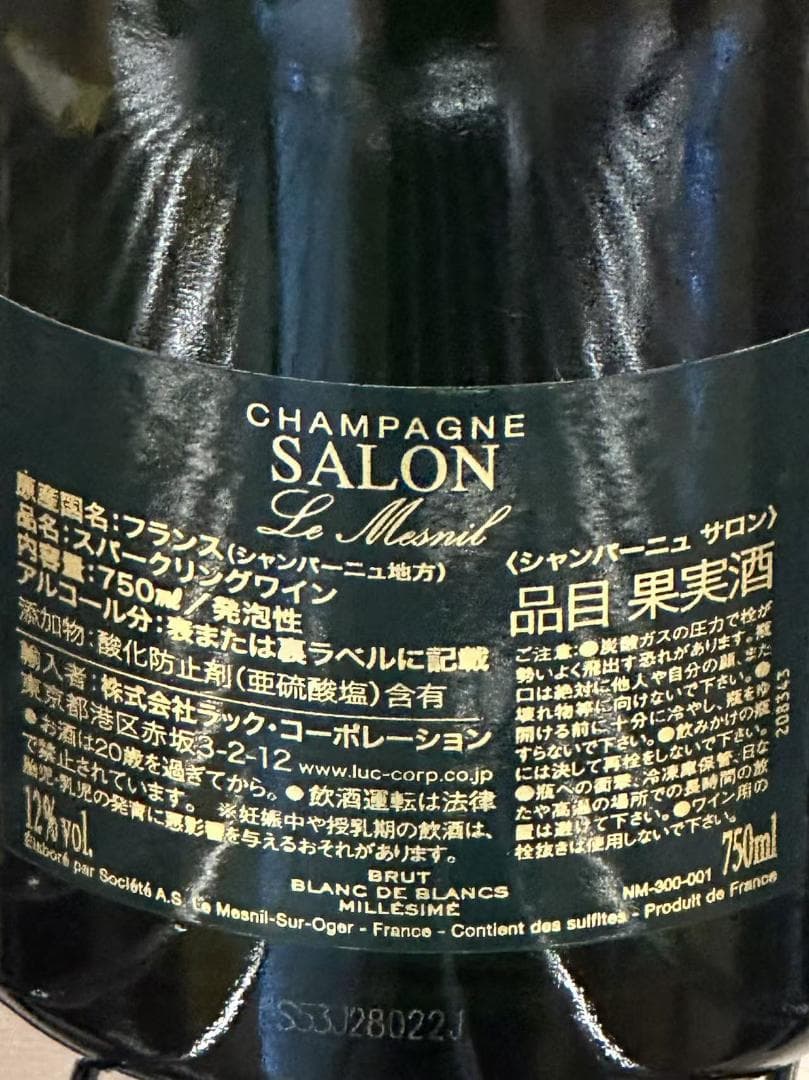 CHAMPAGNE
SALON
Le Mesnil
原産国名:フランス(シャンパーニュ地方)
品名:スパークリングワイン
内容量:750ml/発泡性
アルコール分:表または裏ラベルに記載
添加物:酸化防止剤(亜硫酸塩)含有
輸入者:株式会社ラック・コーポレーション
東京都港区赤坂3-2-12 www.luc-corp.co.jp
●お酒は20歳を過ぎてから。●飲酒運転は法律
で禁止されています。 ※妊娠中や授乳期の飲酒は、
胎児・乳児の発育に悪影響を与えるおそれがあります。
〈シャンパーニュ サロン〉
品目 果実酒
ご注意:●炭酸ガスの圧力で栓が
勢いよく飛出す恐れがあります。瓶
口は絶対に他人や自分の顔、また
壊れ物等に向けないで下さい。●
開ける前に十分に冷やし、瓶をゆ
すらないで下さい。●飲みかけの瓶
には決して再栓をしないで下さい。
●瓶への衝撃、冷凍庫保管、日な
たや高温の場所での長時間の放
置は避けて下さい。●ワイン用の
栓抜きは使用しないで下さい。
12% vol.
BRUT
BLANC DE BLANCS
MILLÉSIMÉ
NM-300-001 750ml
Élaboré par Société A.S. Le Mesnil-Sur-Oger - France - Contient des sulfites - Produit de France
S53J28022J